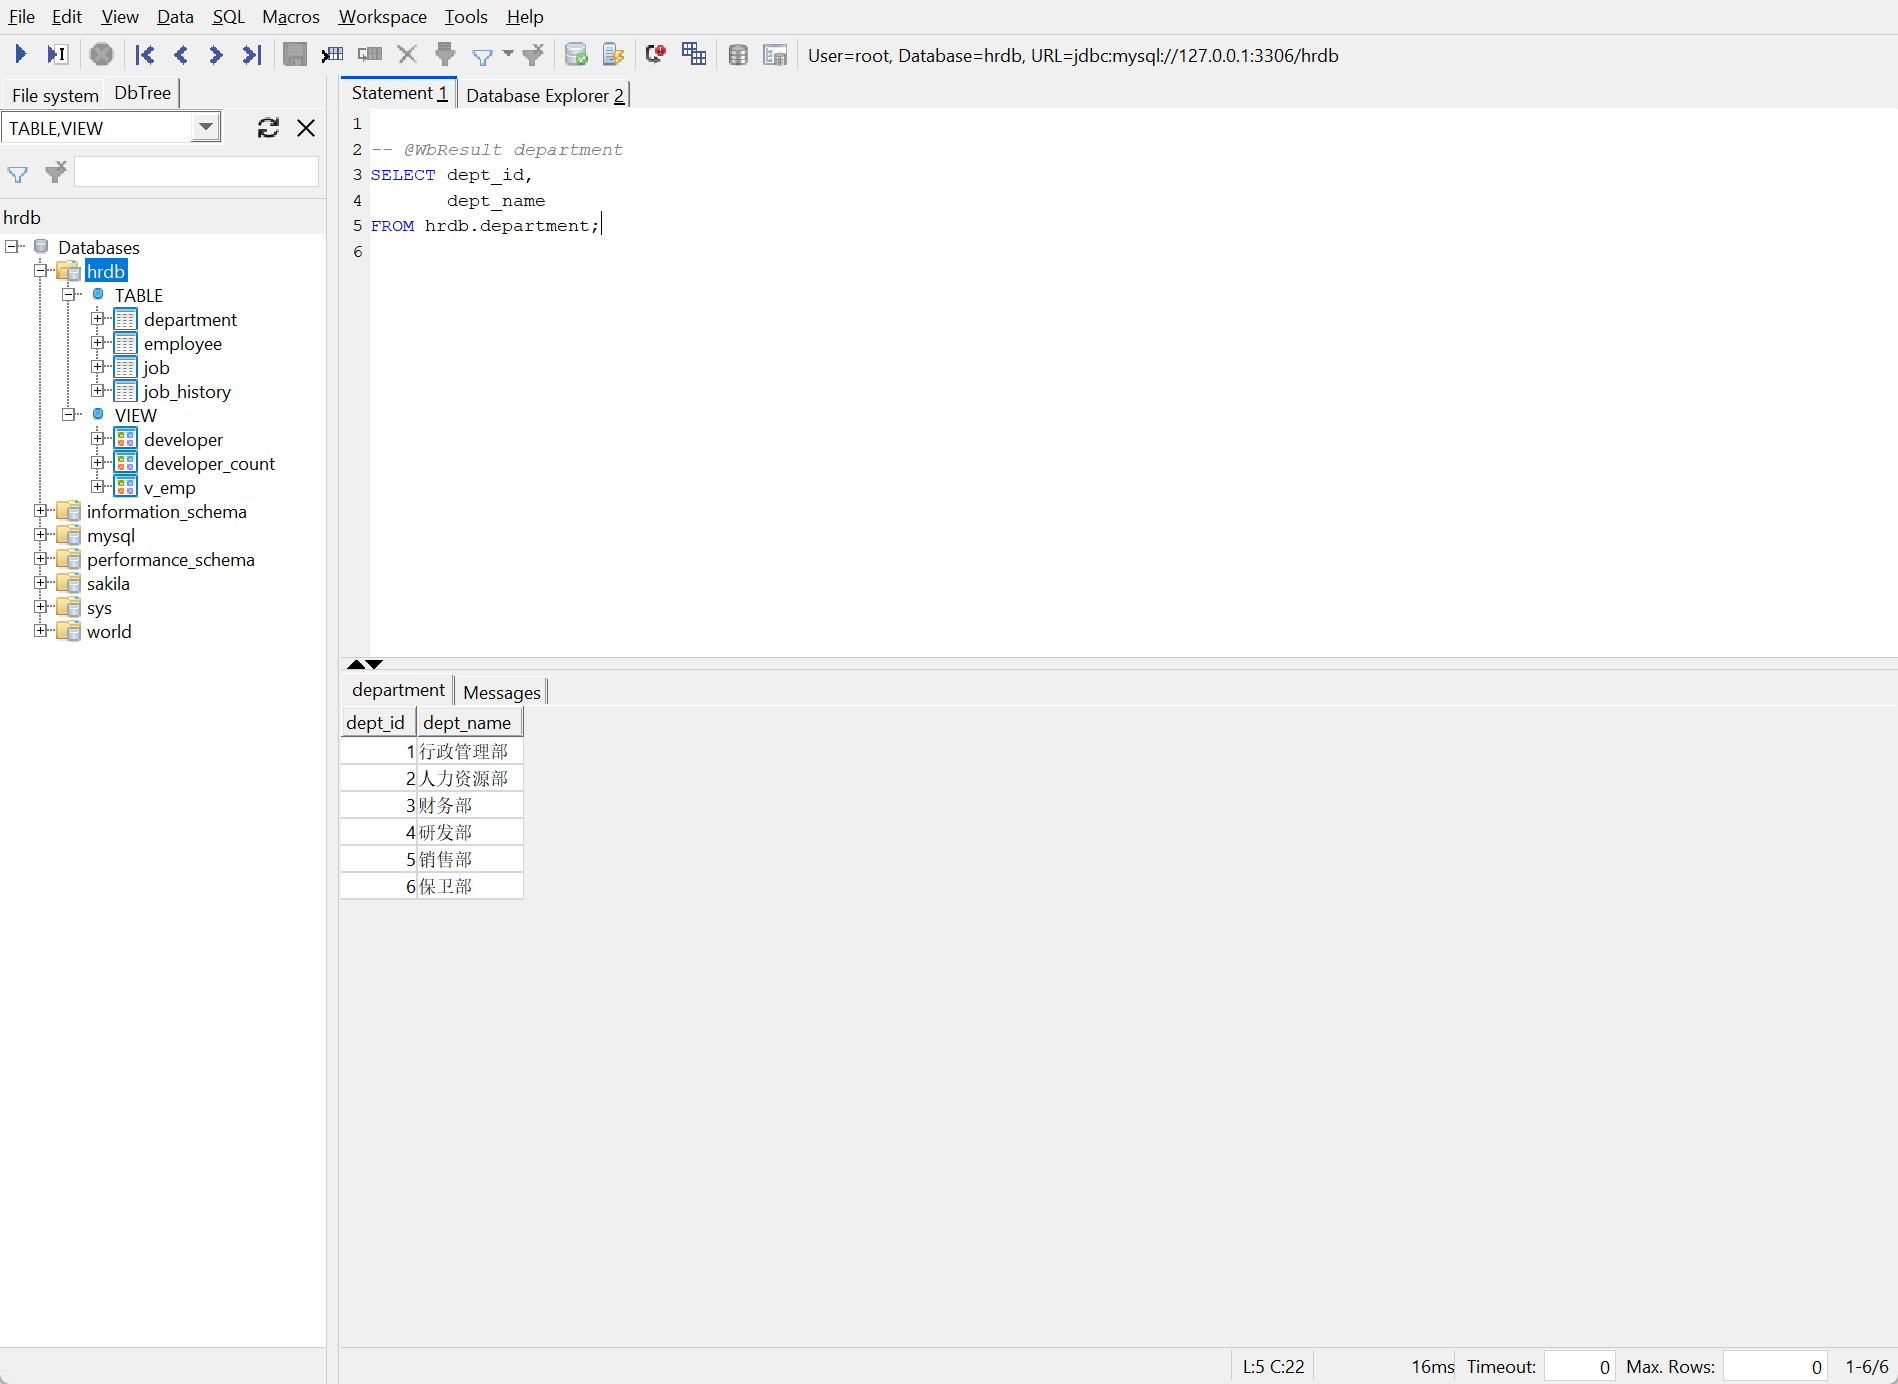 File Edit View Data SQL Macros Workspace Tools Help
User=root, Database=hrdb, URL=jdbc:mysql://127.0.0.1:3306/hrdb
File system DbTree
TABLE,VIEW
hrdb
Databases
hrdb
TABLE
department
employee
job
job_history
VIEW
developer
developer_count
v_emp
information_schema
mysql
performance_schema
sakila
sys
world
Statement 1 Database Explorer 2
1
2 -- @WbResult department
3 SELECT dept_id,
4 dept_name
5 FROM hrdb.department;
6
department Messages
dept_id dept_name
1 行政管理部
2 人力资源部
3 财务部
4 研发部
5 销售部
6 保卫部
L:5 C:22 16ms Timeout: 0 Max. Rows: 0 1-6/6